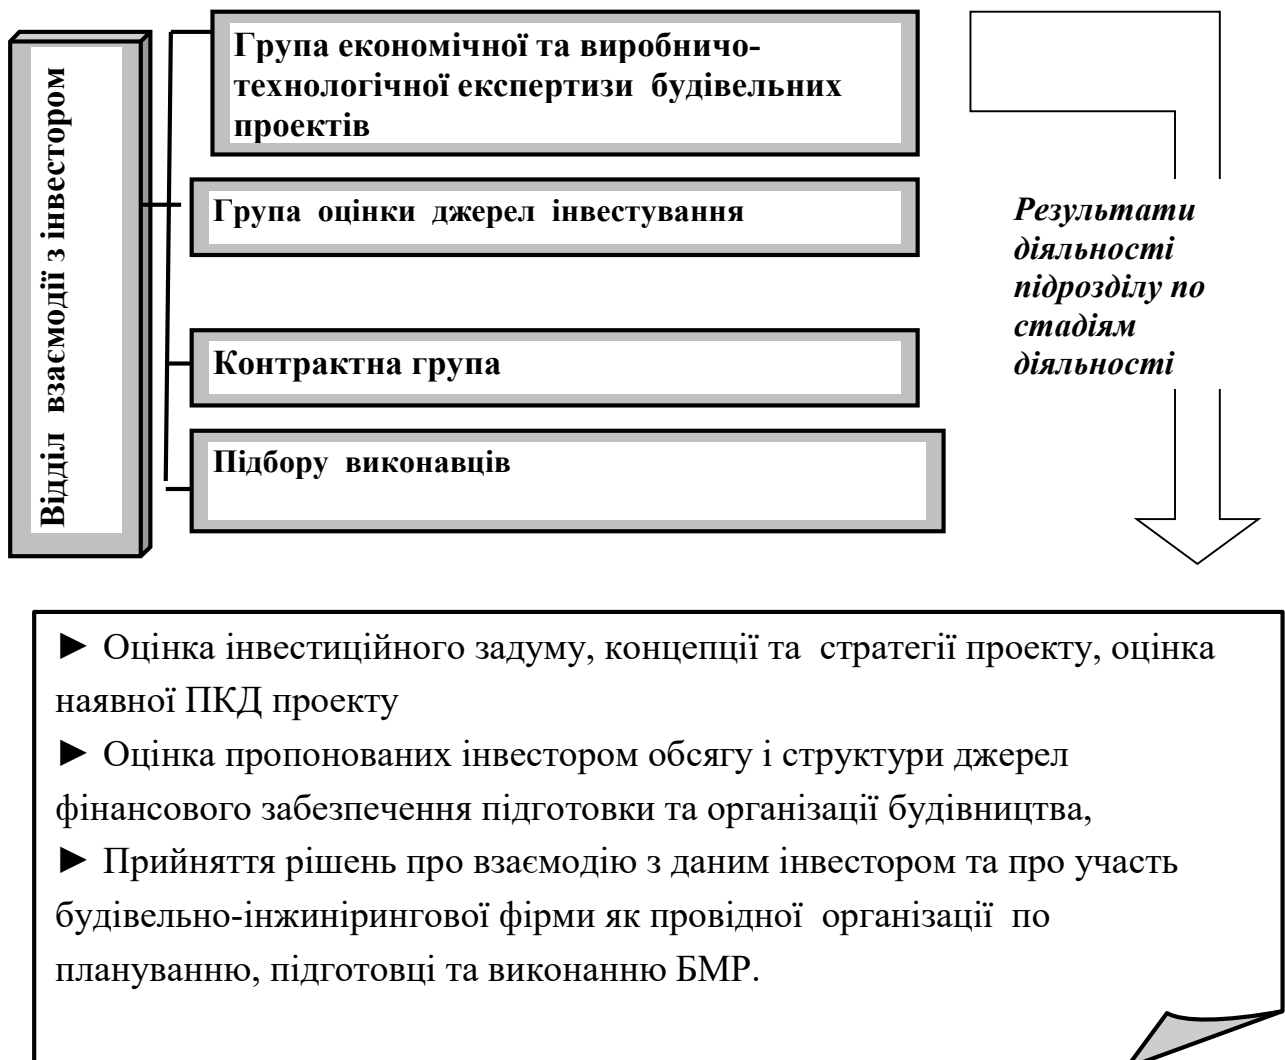 Відділ взаємодії з інвестором
Група економічної та виробничо-
технологічної експертизи будівельних
проектів
Група оцінки джерел інвестування
Контрактна група
Підбору виконавців
Результати
діяльності
підрозділу по
стадіям
діяльності
► Оцінка інвестиційного задуму, концепції та стратегії проекту, оцінка
наявної ПКД проекту
► Оцінка пропонованих інвестором обсягу і структури джерел
фінансового забезпечення підготовки та організації будівництва,
► Прийняття рішень про взаємодію з даним інвестором та про участь
будівельно-інжинірингової фірми як провідної організації по
плануванню, підготовці та виконанню БМР.